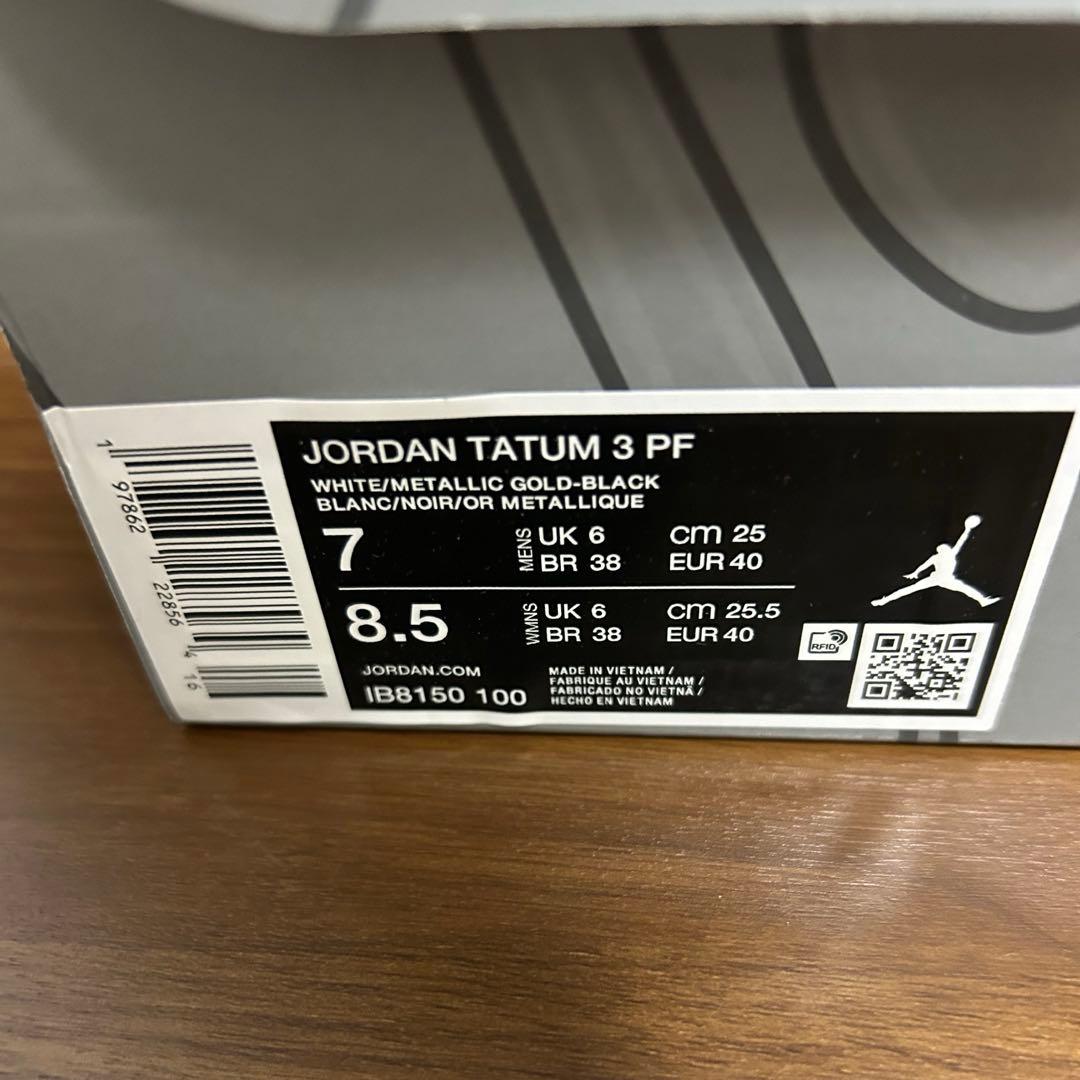 JORDAN TATUM 3 PF
WHITE/METALLIC GOLD-BLACK
BLANC/NOIR/OR METALLIQUE
7 MENS UK 6 cm 25
BR 38 EUR 40
8.5 WMNS UK 6 cm 25.5
BR 38 EUR 40
JORDAN.COM
IB8150 100
MADE IN VIETNAM /
FABRIQUE AU VIETNAM /
FABRICADO NO VIETNÃ /
HECHO EN VIETNAM
RFID
1 97862 22856 4 16